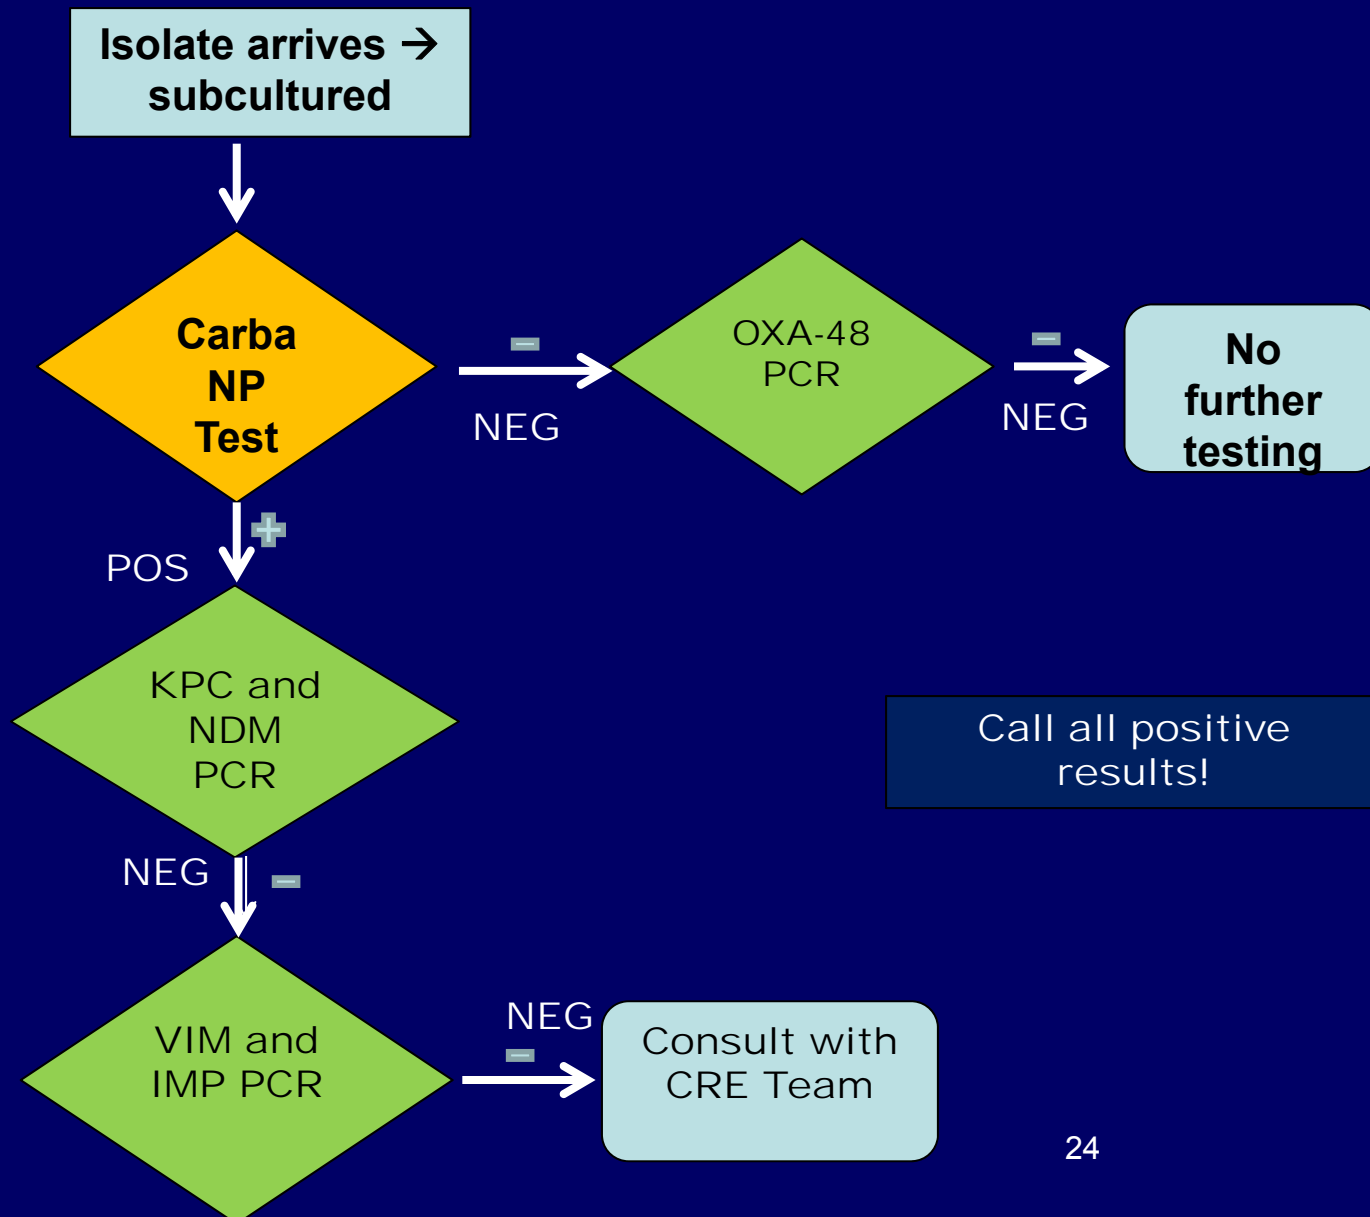 Isolate arrives →
subcultured
Carba
NP
Test
NEG
OXA-48
PCR
NEG
No
further
testing
POS
KPC and
NDM
PCR
Call all positive
results!
NEG
VIM and
IMP PCR
NEG
Consult with
CRE Team
24